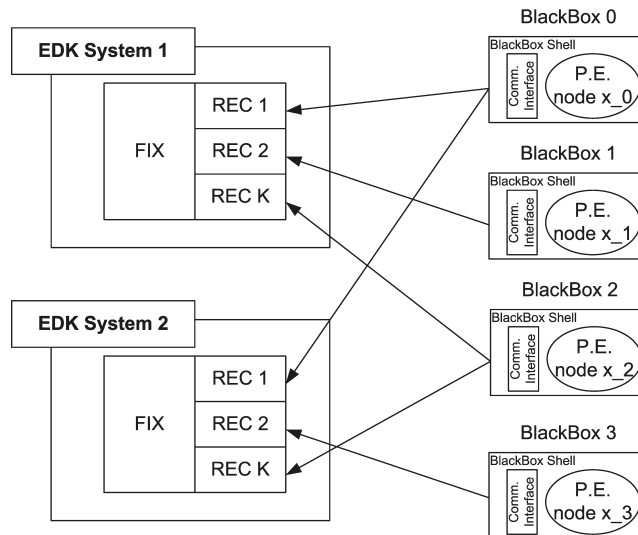 EDK System 1
FIX
REC 1
REC 2
REC K
EDK System 2
FIX
REC 1
REC 2
REC K
BlackBox 0
BlackBox Shell
Comm.
Interface
P.E.
node x_0
BlackBox 1
BlackBox Shell
Comm.
Interface
P.E.
node x_1
BlackBox 2
BlackBox Shell
Comm.
Interface
P.E.
node x_2
BlackBox 3
BlackBox Shell
Comm.
Interface
P.E.
node x_3